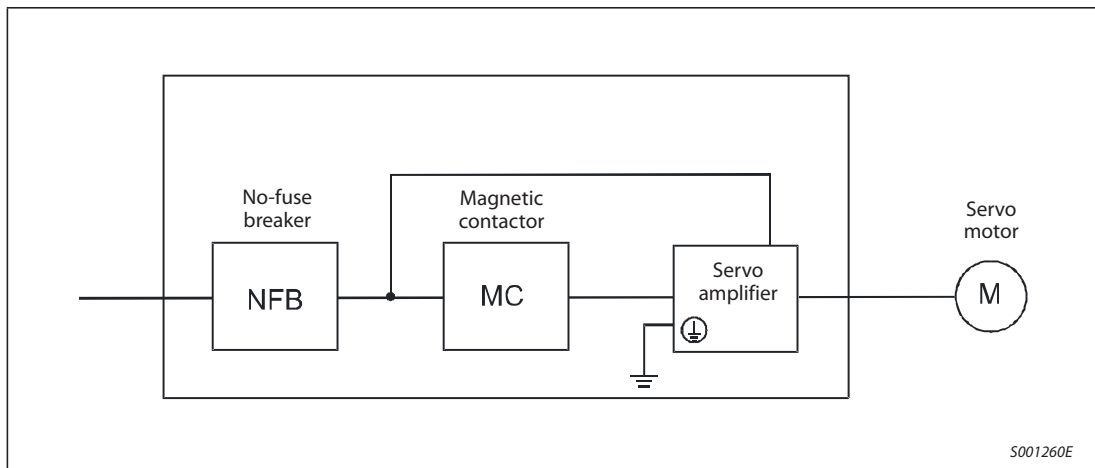 No-fuse
breaker
Magnetic
contactor
Servo
motor
NFB
MC
Servo
amplifier
M
S001260E